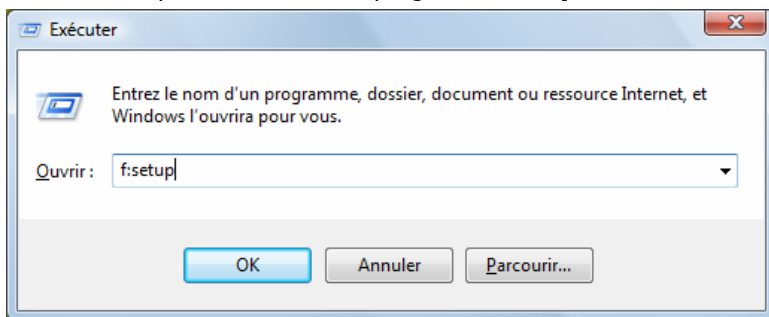 Exécuter
Entrez le nom d'un programme, dossier, document ou ressource Internet, et
Windows l'ouvrira pour vous.
Ouvrir : f:setup
OK Annuler Parcourir...